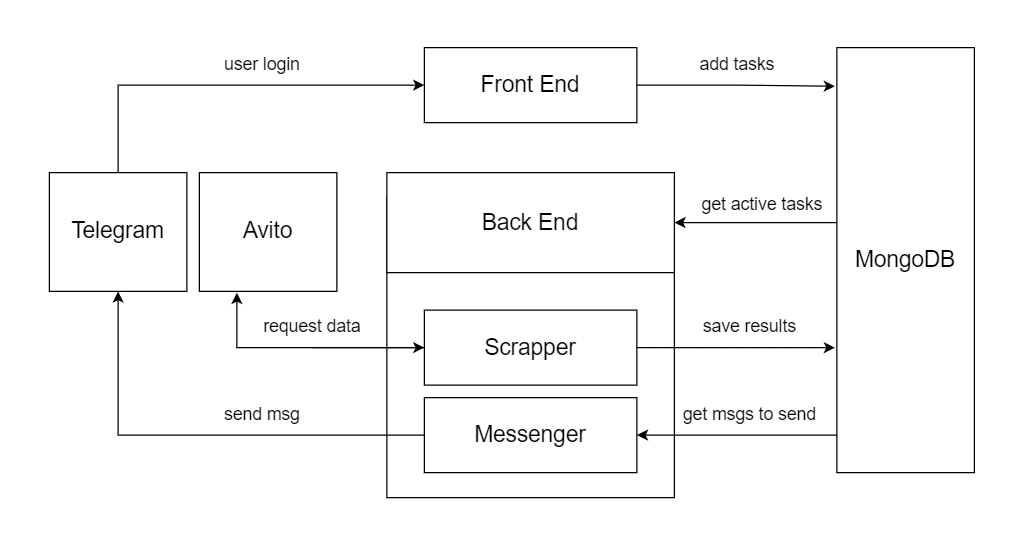 user login
add tasks
Front End
Telegram
Avito
Back End
get active tasks
MongoDB
request data
Scrapper
save results
send msg
Messenger
get msgs to send